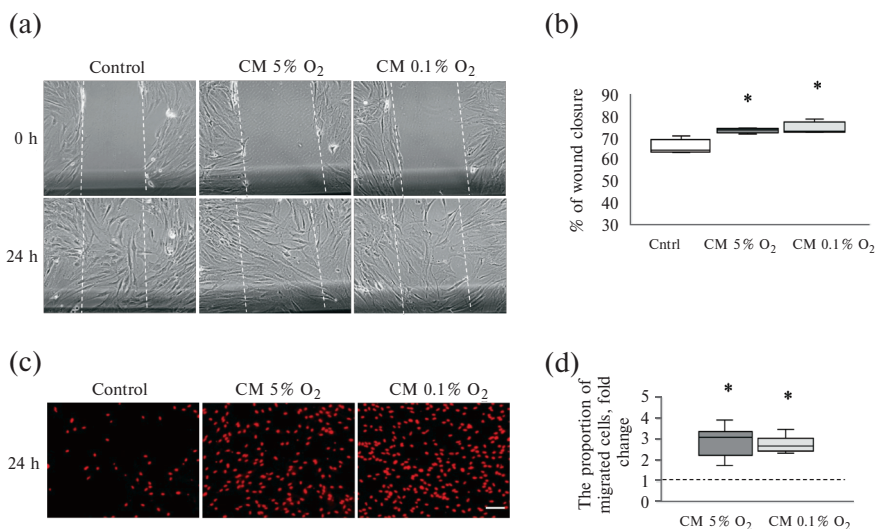 (a)
Control
CM 5% O2
CM 0.1% O2
0 h
24 h
(b)
% of wound closure
90
80
70
60
50
40
30
*
*
Cntrl
CM 5% O2
CM 0.1% O2
(c)
Control
CM 5% O2
CM 0.1% O2
24 h
(d)
The proportion of
migrated cells, fold
change
5
4
3
2
1
0
*
*
CM 5% O2
CM 0.1% O2